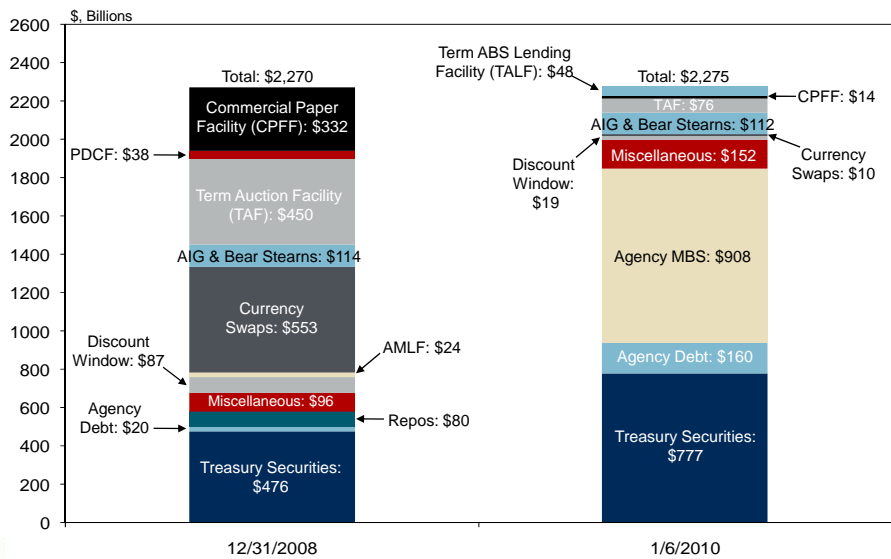 $, Billions
2600
2400
2200
2000
1800
1600
1400
1200
1000
800
600
400
200
0
Total: $2,270
Commercial Paper
Facility (CPFF): $332
PDCF: $38
Term Auction Facility
(TAF): $450
AIG & Bear Stearns: $114
Currency
Swaps: $553
AMLF: $24
Discount
Window: $87
Miscellaneous: $96
Agency
Debt: $20
Repos: $80
Treasury Securities:
$476
12/31/2008
Term ABS Lending
Facility (TALF): $48
Total: $2,275
CPFF: $14
TAF: $76
AIG & Bear Stearns: $112
Discount
Window:
$19
Currency
Swaps: $10
Miscellaneous: $152
Agency MBS: $908
Agency Debt: $160
Treasury Securities:
$777
1/6/2010